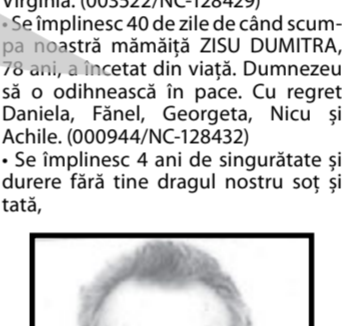 Virginia. (003522/NC-128429)
• Se împlinesc 40 de zile de când scum-
pa noastră mămăiță ZISU DUMITRA,
78 ani, a încetat din viață. Dumnezeu
să o odihnească în pace. Cu regret
Daniela, Fănel, Georgeta, Nicu și
Achile. (000944/NC-128432)
• Se împlinesc 4 ani de singurătate și
durere fără tine dragul nostru soț și
tată,